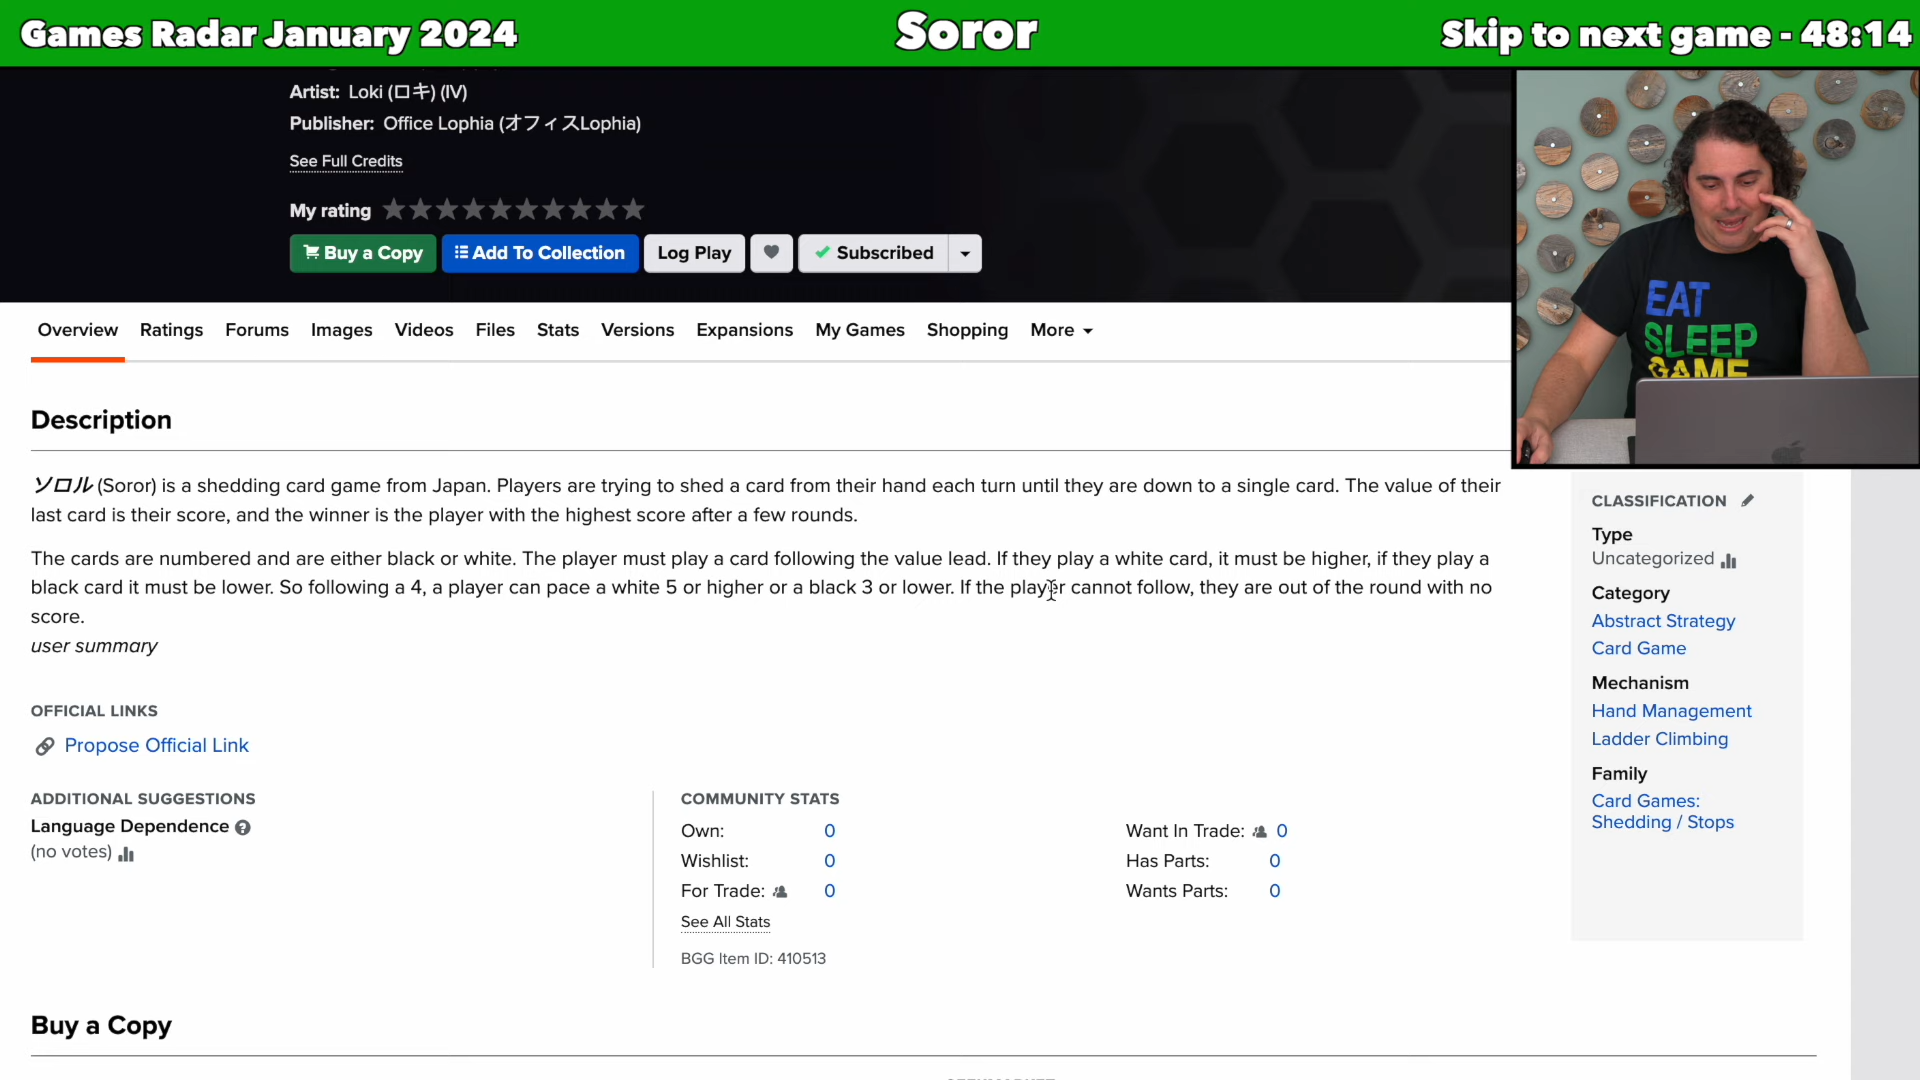 Games Radar January 2024
Soror
Skip to next game - 48:14
Artist: Loki (ロキ) (IV)
Publisher: Office Lophia (オフィスLophia)
See Full Credits
My rating
Buy a Copy
Add To Collection
Log Play
Subscribed
Overview
Ratings
Forums
Images
Videos
Files
Stats
Versions
Expansions
My Games
Shopping
More
EAT
SLEEP
GAME
Description
ソロル (Soror) is a shedding card game from Japan. Players are trying to shed a card from their hand each turn until they are down to a single card. The value of their
last card is their score, and the winner is the player with the highest score after a few rounds.
The cards are numbered and are either black or white. The player must play a card following the value lead. If they play a white card, it must be higher, if they play a
black card it must be lower. So following a 4, a player can pace a white 5 or higher or a black 3 or lower. If the player cannot follow, they are out of the round with no
score.
user summary
OFFICIAL LINKS
Propose Official Link
ADDITIONAL SUGGESTIONS
Language Dependence
(no votes)
COMMUNITY STATS
Own: 0
Wishlist: 0
For Trade: 0
See All Stats
BGG Item ID: 410513
Want In Trade: 0
Has Parts: 0
Wants Parts: 0
CLASSIFICATION
Type
Uncategorized
Category
Abstract Strategy
Card Game
Mechanism
Hand Management
Ladder Climbing
Family
Card Games:
Shedding / Stops
Buy a Copy